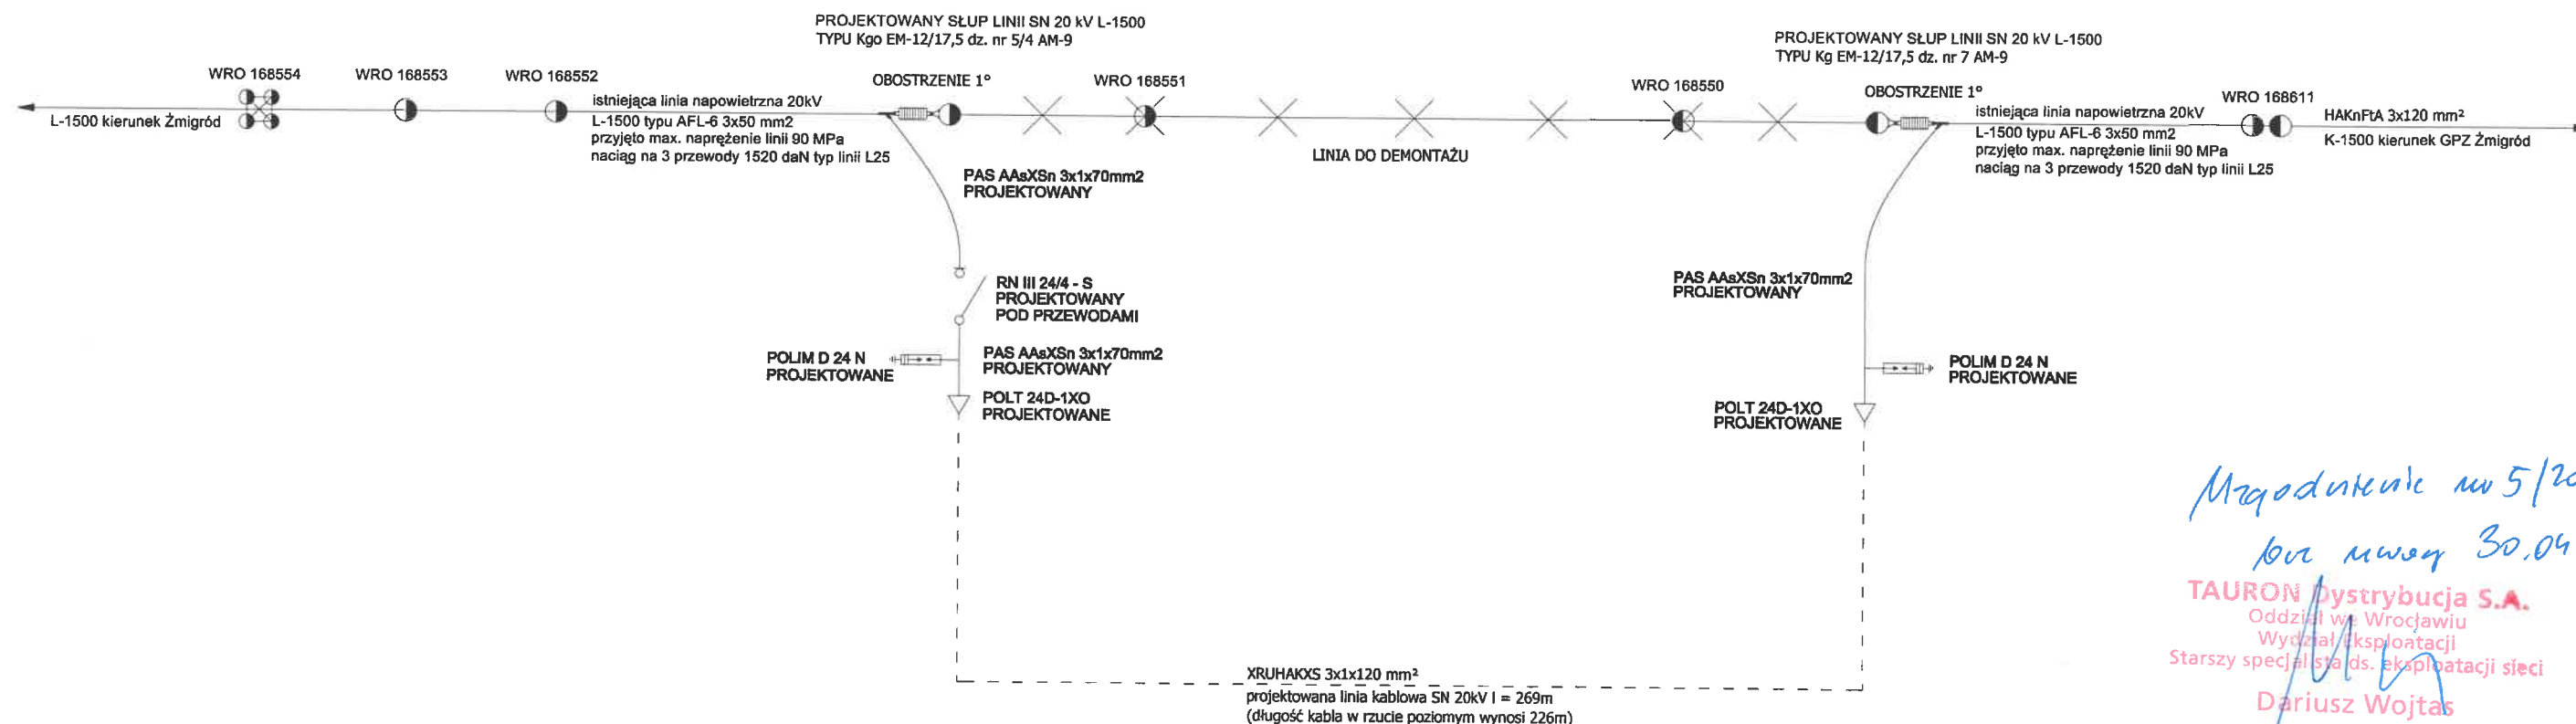 PROJEKTOWANY SŁUP LINII SN 20 kV L-1500
TYPU Kgo EM-12/17,5 dz. nr 5/4 AM-9
PROJEKTOWANY SŁUP LINII SN 20 kV L-1500
TYPU Kg EM-12/17,5 dz. nr 7 AM-9
WRO 168554
WRO 168553
WRO 168552
OBOSTRZENIE 1°
WRO 168551
WRO 168550
OBOSTRZENIE 1°
WRO 168611
L-1500 kierunek Żmigród
istniejąca linia napowietrzna 20kV
L-1500 typu AFL-6 3x50 mm2
przyjęto max. naprężenie linii 90 MPa
naciąg na 3 przewody 1520 daN typ linii L25
LINIA DO DEMONTAŻU
istniejąca linia napowietrzna 20kV
L-1500 typu AFL-6 3x50 mm2
przyjęto max. naprężenie linii 90 MPa
naciąg na 3 przewody 1520 daN typ linii L25
HAKnFtA 3x120 mm²
K-1500 kierunek GPZ Żmigród
PAS AAsXSn 3x1x70mm2
PROJEKTOWANY
RN III 24/4 - S
PROJEKTOWANY
POD PRZEWODAMI
PAS AAsXSn 3x1x70mm2
PROJEKTOWANY
POLIM D 24 N
PROJEKTOWANE
PAS AAsXSn 3x1x70mm2
PROJEKTOWANY
POLIM D 24 N
PROJEKTOWANE
POLT 24D-1XO
PROJEKTOWANE
POLT 24D-1XO
PROJEKTOWANE
Uzgodnienie nr 5/20
bez uwag 30.04
TAURON Dystrybucja S.A.
Oddział we Wrocławiu
Wydział Eksploatacji
Starszy specjalista ds. eksploatacji sieci
Dariusz Wojtas
XRUHAKXS 3x1x120 mm²
projektowana linia kablowa SN 20kV l = 269m
(długość kabla w rzucie poziomym wynosi 226m)